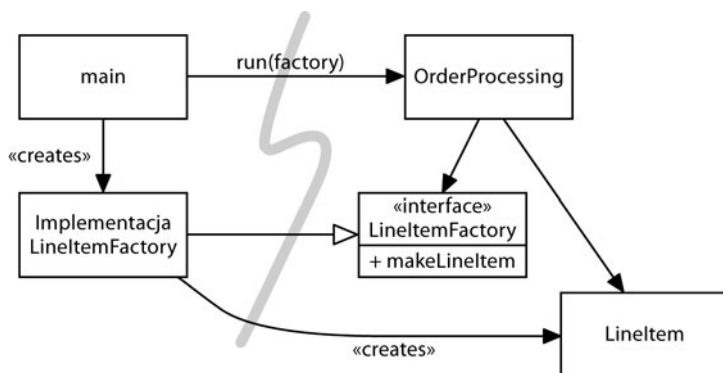 main
run(factory)
OrderProcessing
«creates»
Implementacja
LineItemFactory
«interface»
LineItemFactory
+ makeLineItem
«creates»
LineItem